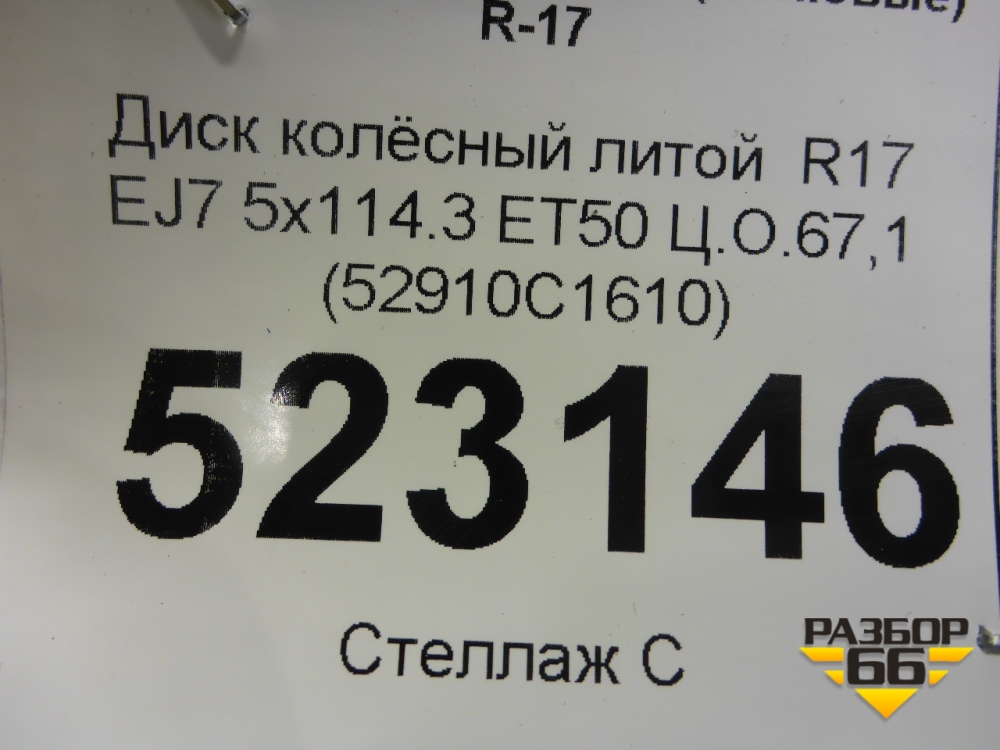 R-17
Диск колёсный литой R17
EJ7 5x114.3 ET50 Ц.О.67,1
(52910C1610)
523146
Стеллаж С
РАЗБОР
66